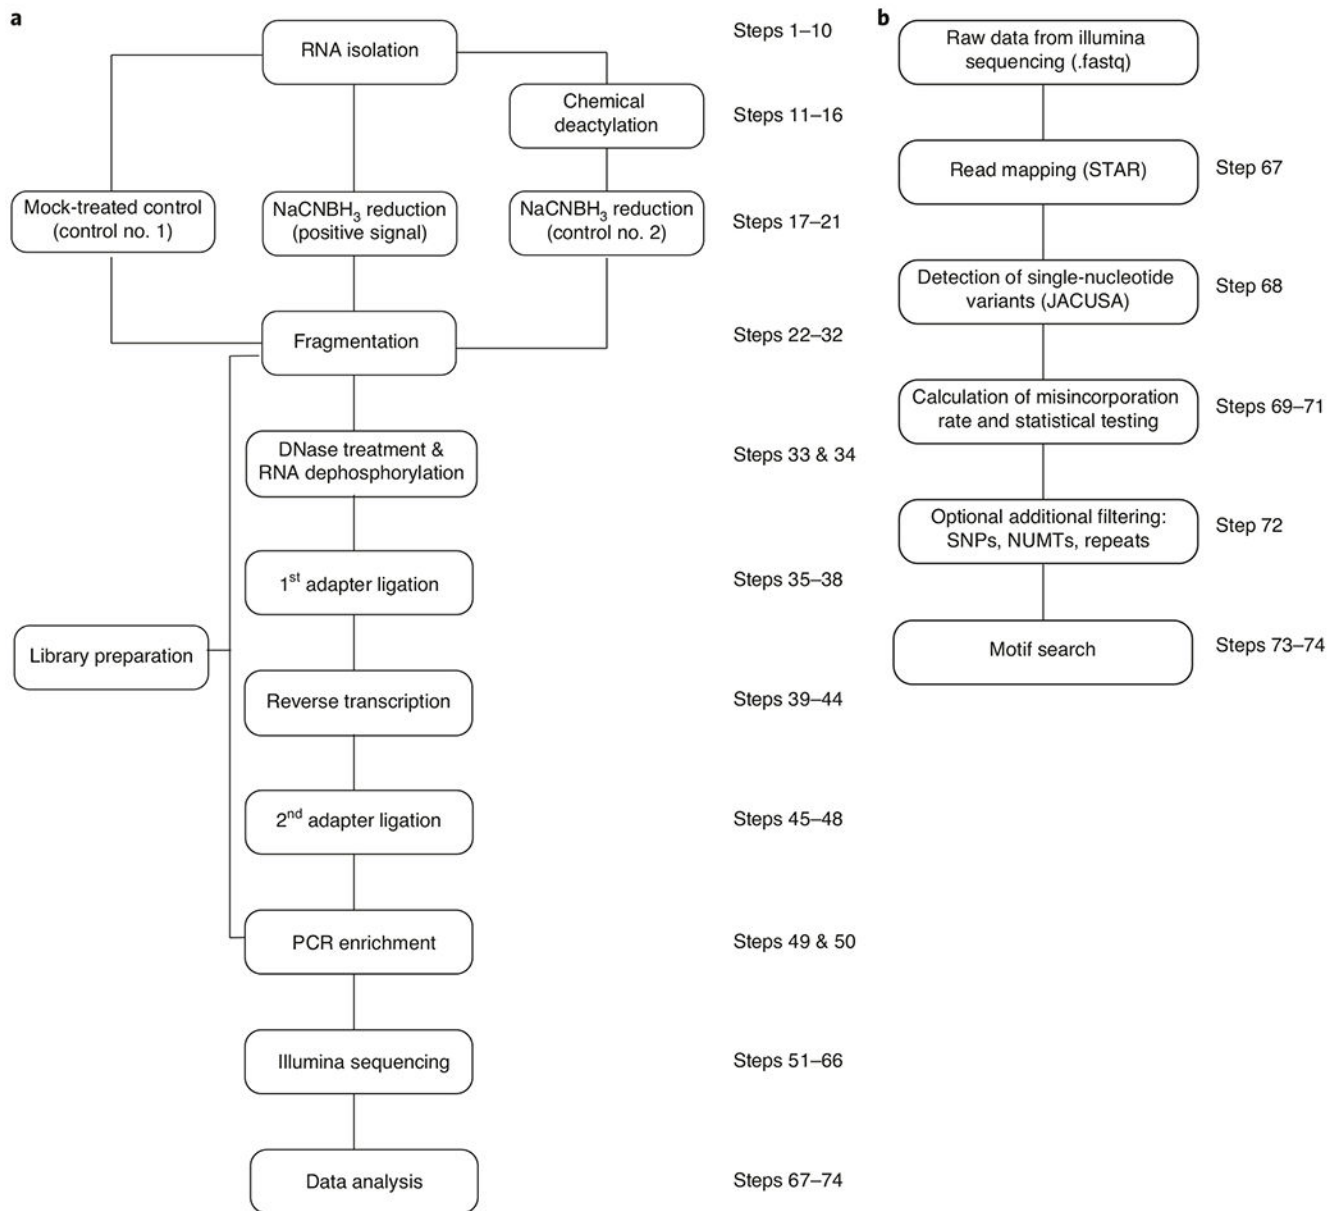 a
RNA isolation
Steps 1–10
Chemical
deactylation
Steps 11–16
Mock-treated control
(control no. 1)
NaCNBH₃ reduction
(positive signal)
NaCNBH₃ reduction
(control no. 2)
Steps 17–21
Fragmentation
Steps 22–32
DNase treatment &
RNA dephosphorylation
Steps 33 & 34
1ˢᵗ adapter ligation
Steps 35–38
Library preparation
Reverse transcription
Steps 39–44
2ⁿᵈ adapter ligation
Steps 45–48
PCR enrichment
Steps 49 & 50
Illumina sequencing
Steps 51–66
Data analysis
Steps 67–74
b
Raw data from illumina
sequencing (.fastq)
Read mapping (STAR)
Step 67
Detection of single-nucleotide
variants (JACUSA)
Step 68
Calculation of misincorporation
rate and statistical testing
Steps 69–71
Optional additional filtering:
SNPs, NUMTs, repeats
Step 72
Motif search
Steps 73–74